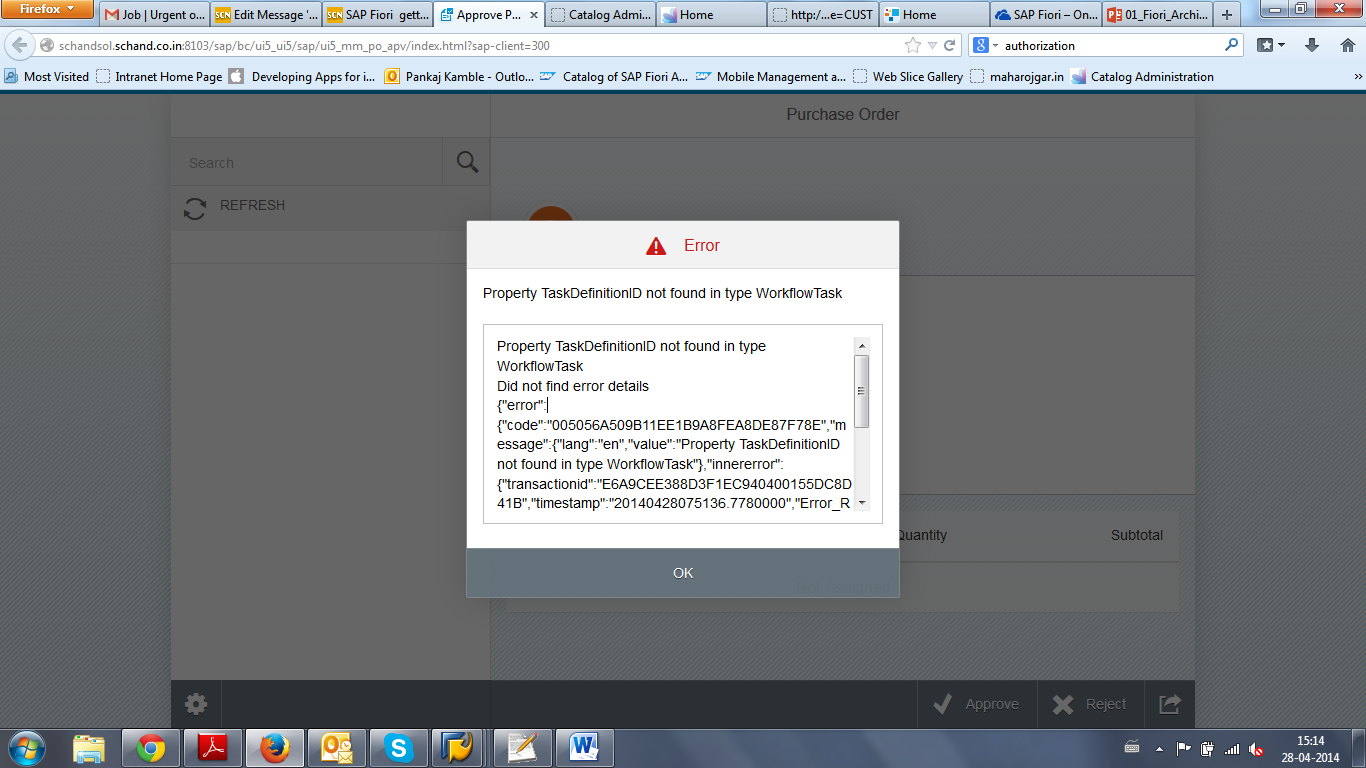 Firefox
Job | Urgent o...
Edit Message '...
SAP Fiori gett...
Approve P...
Catalog Admi...
Home
http:/...e=CUST
Home
SAP Fiori – On...
01_Fiori_Archi...
schandsol.schand.co.in:8103/sap/bc/ui5_ui5/sap/ui5_mm_po_apv/index.html?sap-client=300
authorization
Most Visited
Intranet Home Page
Developing Apps for i...
Pankaj Kamble - Outlo...
Catalog of SAP Fiori A...
Mobile Management a...
Web Slice Gallery
maharojgar.in
Catalog Administration
»
Purchase Order
Search
REFRESH
Error
Property TaskDefinitionID not found in type WorkflowTask
Property TaskDefinitionID not found in type
WorkflowTask
Did not find error details
{"error":
{"code":"005056A509B11EE1B9A8FEA8DE87F78E","m
essage":{"lang":"en","value":"Property TaskDefinitionID
not found in type WorkflowTask"},"innererror":
{"transactionid":"E6A9CEE388D3F1EC940400155DC8D
41B","timestamp":"20140428075136.7780000","Error_R
OK
Quantity
Subtotal
Approve
Reject
15:14
28-04-2014